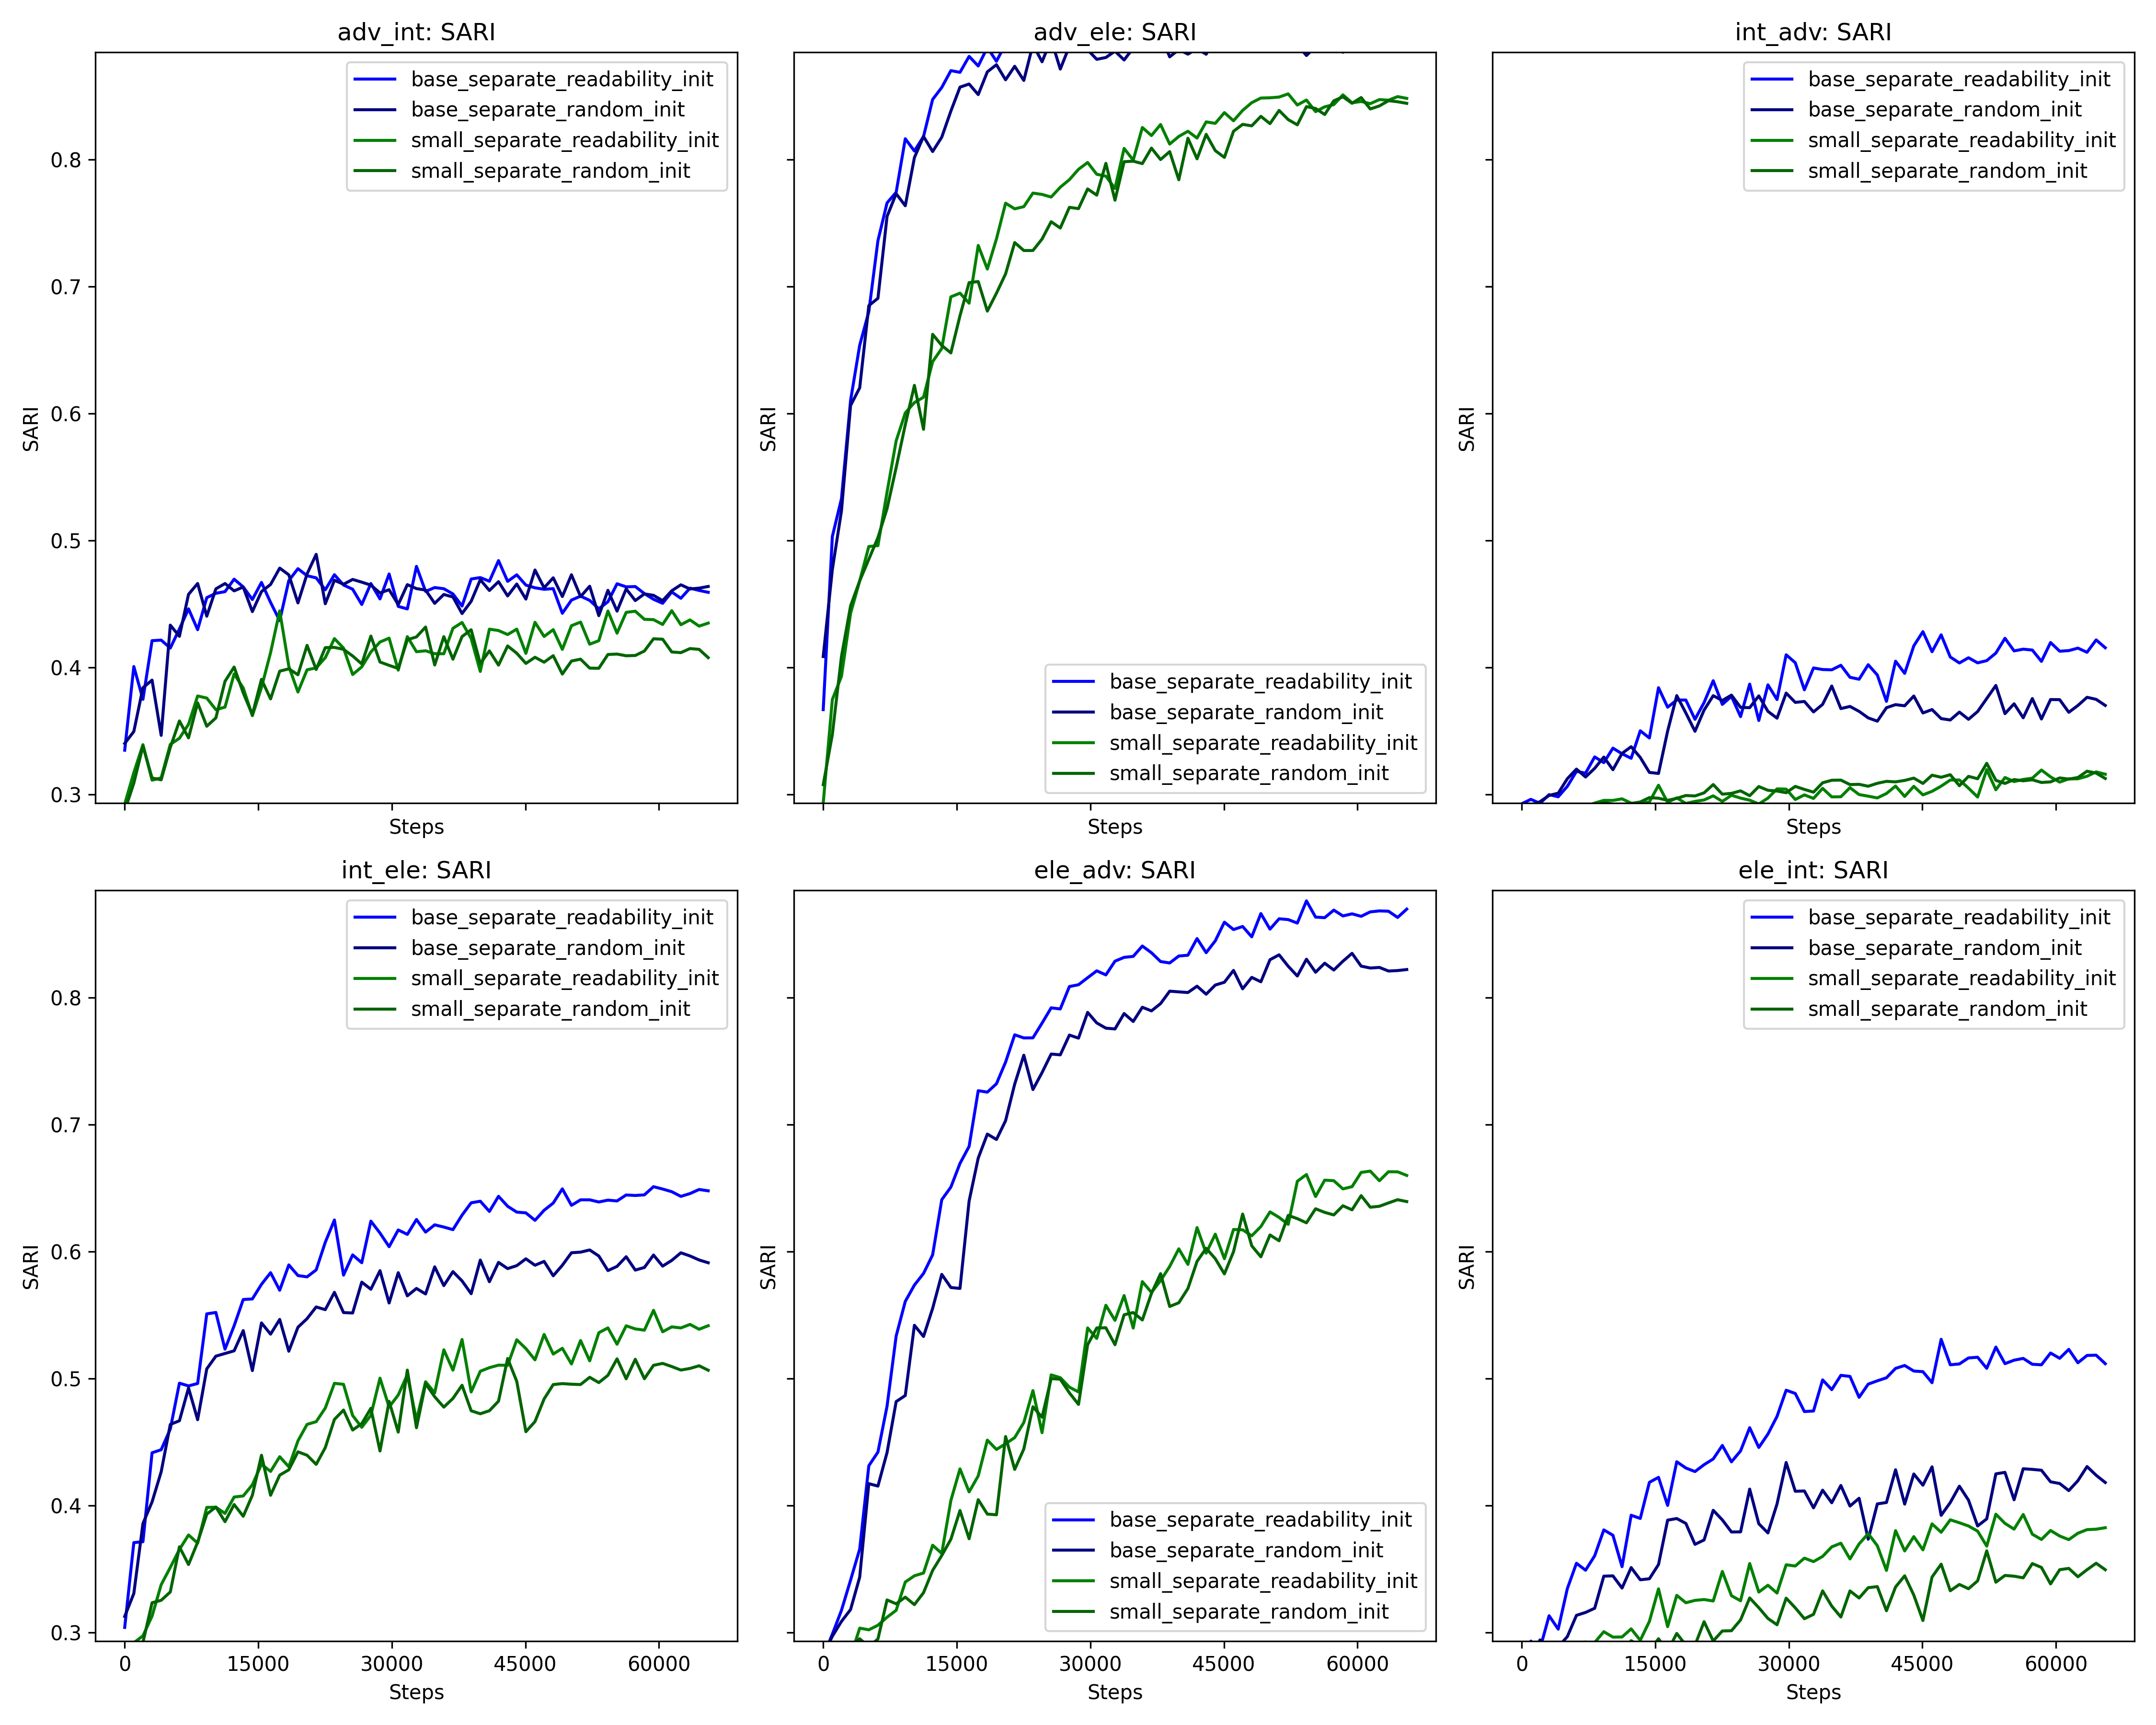 adv_int: SARI
base_separate_readability_init
base_separate_random_init
small_separate_readability_init
small_separate_random_init
0.8
0.7
0.6
0.5
0.4
0.3
SARI
Steps
adv_ele: SARI
base_separate_readability_init
base_separate_random_init
small_separate_readability_init
small_separate_random_init
SARI
Steps
int_adv: SARI
base_separate_readability_init
base_separate_random_init
small_separate_readability_init
small_separate_random_init
SARI
Steps
int_ele: SARI
base_separate_readability_init
base_separate_random_init
small_separate_readability_init
small_separate_random_init
0.8
0.7
0.6
0.5
0.4
0.3
SARI
0 15000 30000 45000 60000
Steps
ele_adv: SARI
base_separate_readability_init
base_separate_random_init
small_separate_readability_init
small_separate_random_init
SARI
0 15000 30000 45000 60000
Steps
ele_int: SARI
base_separate_readability_init
base_separate_random_init
small_separate_readability_init
small_separate_random_init
SARI
0 15000 30000 45000 60000
Steps